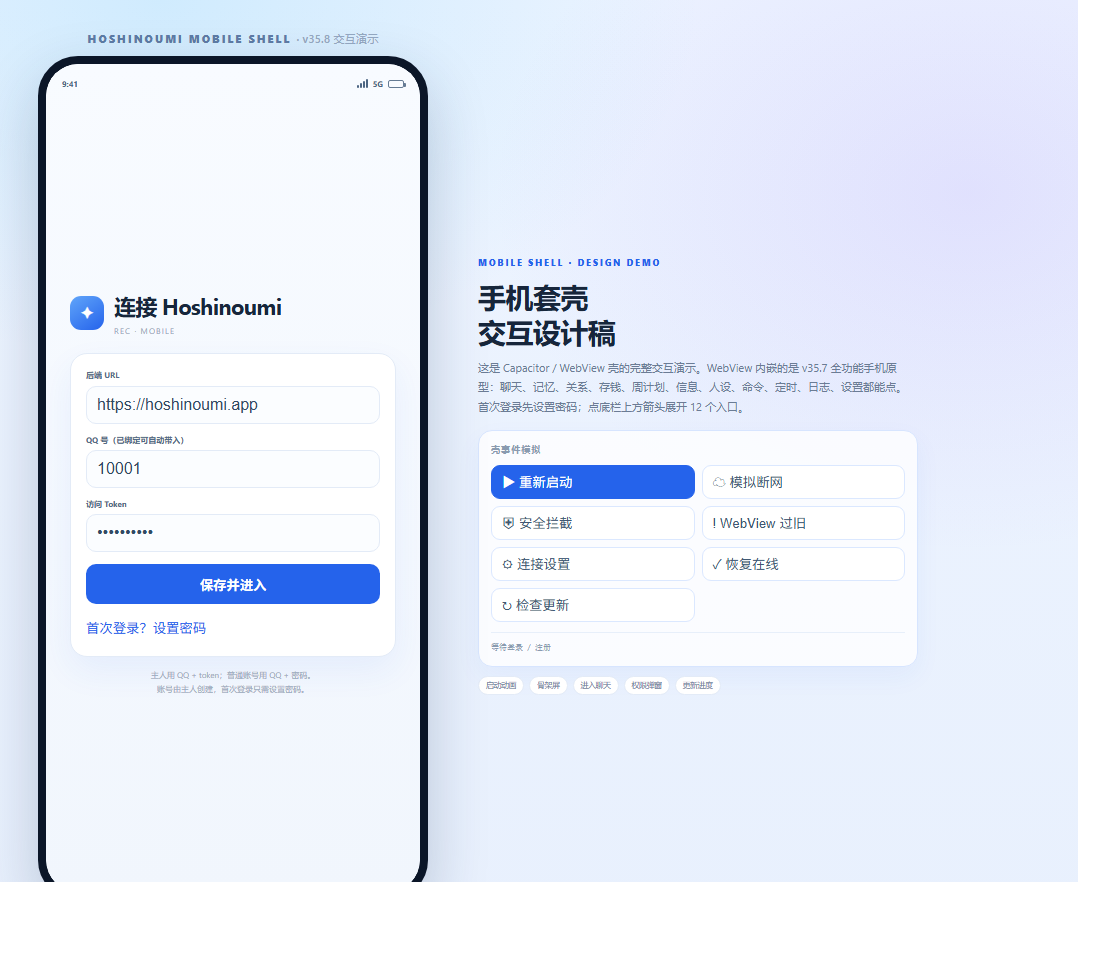 HOSHINOUMI MOBILE SHELL · v35.8 交互演示
9:41
5G
✦
连接 Hoshinoumi
REC · MOBILE
后端 URL
https://hoshinoumi.app
QQ 号（已绑定可自动带入）
10001
访问 Token
••••••••••
保存并进入
首次登录？设置密码
主人用 QQ + token；普通账号用 QQ + 密码。
账号由主人创建，首次登录只需设置密码。
MOBILE SHELL · DESIGN DEMO
手机套壳
交互设计稿
这是 Capacitor / WebView 壳的完整交互演示。WebView 内嵌的是 v35.7 全功能手机原
型：聊天、记忆、关系、存钱、周计划、信息、人设、命令、定时、日志、设置都能点。
首次登录先设置密码；点底栏上方箭头展开 12 个入口。
壳事件模拟
▶ 重新启动
模拟断网
⛨ 安全拦截
! WebView 过旧
⚙ 连接设置
✓ 恢复在线
↻ 检查更新
等待登录 / 注册
启动动画
骨架屏
进入聊天
权限弹窗
更新进度